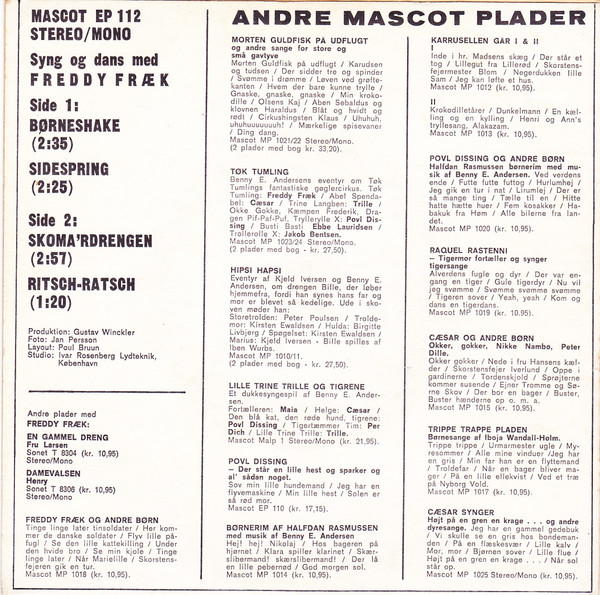 MASCOT EP 112
STEREO/MONO
Syng og dans med
FREDDY FRÆK
Side 1:
BØRNESHAKE
(2:35)
SIDESPRING
(2:25)
Side 2:
SKOMA'RDRENGEN
(2:57)
RITSCH-RATSCH
(1:20)
Produktion: Gustav Winckler
Foto: Jan Persson
Layout: Poul Bruun
Studio: Ivar Rosenberg Lydteknik,
København
Andre plader med
FREDDY FRÆK:
EN GAMMEL DRENG
Fru Larsen
Sonet T 8304 (kr. 10,95)
Stereo/Mono
DAMEVALSEN
Henry
Sonet T 8306 (kr. 10,95)
Stereo/Mono
FREDDY FRÆK OG ANDRE BØRN
Tinge linge later tinsoldater / Her kom-
mer de danske soldater / Flyv lille på-
fugl / Se den lille kattekilling / Under
den hvide bro / Se min kjole / Tinge
linge later / Når Marielille / Skorstens-
fejeren gik en tur.
Mascot MP 1018 (kr. 10,95).
ANDRE MASCOT PLADER
MORTEN GULDFISK PÅ UDFLUGT
og andre sange for store og
små gavtyve
Morten Guldfisk på udflugt / Karudsen
og tudsen / Der sidder tre og spinder
/ Svømme i drømme / Løven ved grøfte-
kanten / Hvem der bare kunne trylle /
Gnaske, gnaske, gnaske / Min kroko-
dille / Olsens Kaj / Aben Sebaldus og
klovnen Haraldus / Blåt og hvidt og
rødt / Cirkushingsten Klaus / Uhuhuh,
uhuhuuuuuuh! / Mærkelige spisevaner
/ Ding dang.
Mascot MP 1021/22 Stereo/Mono.
(2 plader med bog kr. 33,20).
TØK TUMLING
Benny E. Andersens eventyr om Tøk
Tumlings fantastiske gøglercirkus. Tøk
Tumling: Freddy Fræk / Abel Spenda-
bel: Cæsar / Trine Langben: Trille /
Okke Gokke, Kæmpen Frederik, Dra-
gen Pif-Paf-Puf, Tryllerylle X: Povl Dis-
sing / Busti Basti Ebbe Lauridsen /
Trollerolle X: Jakob Bentsen.
Mascot MP 1023/24 Stereo/Mono.
(2 plader med bog - kr. 27,50).
HIPSI HAPSI
Eventyr af Kjeld Iversen og Benny E.
Andersen, om drengen Bille, der løber
hjemmefra, fordi han synes hans far og
mor er blevet så kedelige. Ude i sko-
ven møder han:
Storetrolden: Peter Poulsen / Trolde-
mor: Kirsten Ewaldsen / Hulda: Birgitte
Livbjerg / Spøgelset: Kirsten Ewaldsen /
Marius: Kjeld Iversen - Bille spilles af
Iben Wurbs.
Mascot MP 1010/11.
(2 plader med bog - kr. 27,50).
LILLE TRINE TRILLE OG TIGRENE
Et dukkesyngespil af Benny E. Ander-
sen.
Fortælleren: Maia / Helge: Cæsar /
Den blå kat, den røde hund, tigrene:
Povl Dissing / Tigertæmmer Tim: Per
Dich / Lille Trine Trille: Trille.
Mascot Malp 1 Stereo/Mono (kr. 21,95).
POVL DISSING
— Der står en lille hest og sparker og
al' sådan noget.
Sov min lille hundemand / Jeg har en
flyvemaskine / Min lille hest / Solen er
så rød mor.
Mascot EP 110 (kr. 17,15).
BØRNERIM AF HALFDAN RASMUSSEN
med musik af Benny E. Andersen
Hej! hej! Nikolaj / Hos bageren på
hjørnet / Klara spiller klarinet / Skær-
slibermand! skærslibermand! / Der lå
en lille pebernød / God morgen sol.
Mascot MP 1014 (kr. 10,95).
KARRUSELLEN GÅR I & II
I
Inde i hr. Madsens skæg / Der står et
tog / Lillegut fra Lillerød / Skorstens-
fejermester Blom / Negerdukken lille
Sam / Jeg kan løfte et hus.
Mascot MP 1012 (kr. 10,95).
II
Krokodilletårer / Dunkelmann / En kæl-
ling og en kylling / Henri og Ann's
tryllesang, Alakazam.
Mascot MP 1013 (kr. 10,95).
POVL DISSING OG ANDRE BØRN
Halfdan Rasmussen børnerim med mu-
sik af Benny E. Andersen. Ved verdens
ende / Futte futte futtog / Hurlumhej /
Jeg gik en tur i nat / Lirumlej / Der er
så mange ting / Tælle til en / Hitte
hatte hætte huer / Fem kosakker / Ha-
bakuk fra Høm / Alle bilerne fra lan-
det.
Mascot MP 1020 (kr. 10,95).
RAQUEL RASTENNI
— Tigermor fortæller og synger
tigersange
Alverdens fugle og dyr / Der var en-
gang en tiger / Gule tigerdyr / Nu vil
jeg svømme / Svømme svømme svømme
/ Tigeren sover / Yeah, yeah / Kom og
dans en tigerdans.
Mascot MP 1019 (kr. 10,95).
CÆSAR OG ANDRE BØRN
Okker, gokker, Nikke Nambo, Peter
Dille.
Okker gokker / Nede i fru Hansens kæl-
der / Skorstensfejer Iverlund / Oppe i
gardinerne / Tordenskjold / Sprøjterne
kommer susende / Ejner Tromme og Sø-
rne Skov / Der bor en bager / Buster,
Buster hænderne op o. m. a.
Mascot MP 1015 (kr. 10,95).
TRIPPE TRAPPE PLADEN
Børnesange af Iboja Wandall-Holm.
Trippe trippe / Urmarmester ugle / My-
resommer / Alle mine vinduer / Jeg har
en gris / Min far han er en flyttemand
/ Troldefar / Når en bager bliver ma-
ger / På en lille ellekvist / Ved et træ
på Nyborg Vold.
Mascot MP 1017 (kr. 10,95).
CÆSAR SYNGER
Højt på en gren en krage . . . og andre
dyresange. Jeg har en gammel gedebuk
/ Vi skulle se en gris hos bondeman-
den / På en flæskesvær / Lille kalv /
Mor, mor / Bjørnen sover / Lille flue /
Højt på en gren en krage . . . Når sol
står op.
Mascot MP 1025 Stereo/Mono (kr. 10,95).